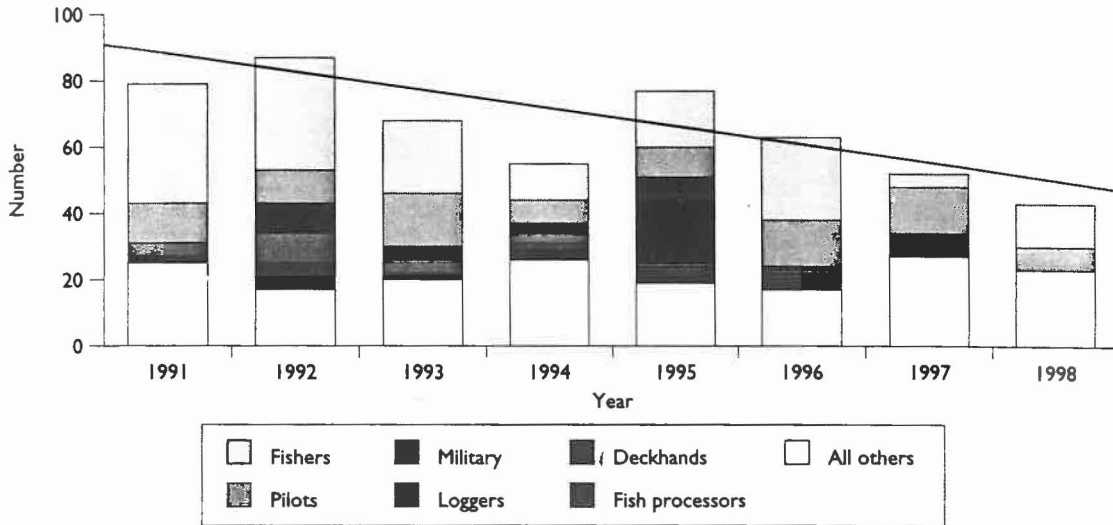 100
80
60
40
20
0
Number
1991 1992 1993 1994 1995 1996 1997 1998
Year
Fishers Military Deckhands All others
Pilots Loggers Fish processors